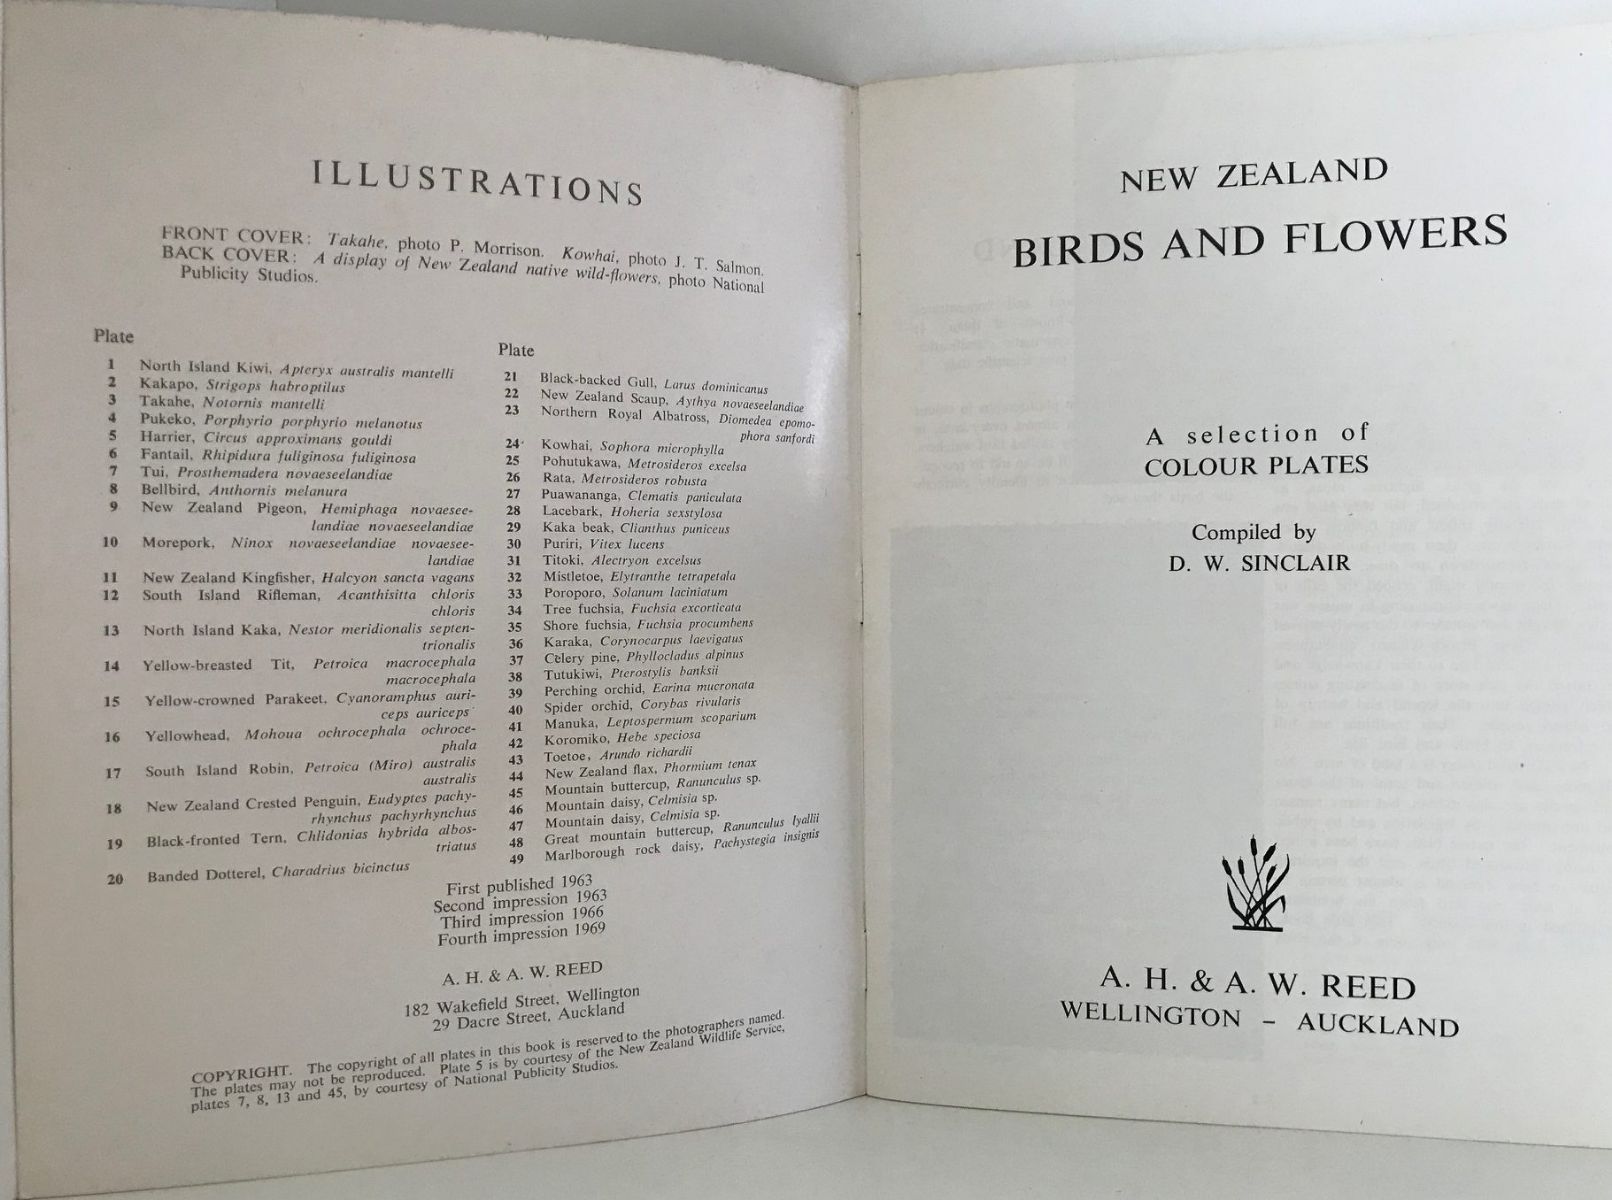 ILLUSTRATIONS
FRONT COVER: Takahe, photo P. Morrison. Kowhai, photo J. T. Salmon.
BACK COVER: A display of New Zealand native wild-flowers, photo National
Publicity Studios.
Plate
1 North Island Kiwi, Apteryx australis mantelli
2 Kakapo, Strigops habroptilus
3 Takahe, Notornis mantelli
4 Pukeko, Porphyrio porphyrio melanotus
5 Harrier, Circus approximans gouldi
6 Fantail, Rhipidura fuliginosa fuliginosa
7 Tui, Prosthemadera novaeseelandiae
8 Bellbird, Anthornis melanura
9 New Zealand Pigeon, Hemiphaga novaesee-
landiae novaeseelandiae
10 Morepork, Ninox novaeseelandiae novaesee-
landiae
11 New Zealand Kingfisher, Halcyon sancta vagans
12 South Island Rifleman, Acanthisitta chloris
chloris
13 North Island Kaka, Nestor meridionalis septen-
trionalis
14 Yellow-breasted Tit, Petroica macrocephala
macrocephala
15 Yellow-crowned Parakeet, Cyanoramphus auri-
ceps auriceps
16 Yellowhead, Mohoua ochrocephala ochroce-
phala
17 South Island Robin, Petroica (Miro) australis
australis
18 New Zealand Crested Penguin, Eudyptes pachy-
rhynchus pachyrhynchus
19 Black-fronted Tern, Chlidonias hybrida albos-
triatus
20 Banded Dotterel, Charadrius bicinctus
Plate
21 Black-backed Gull, Larus dominicanus
22 New Zealand Scaup, Aythya novaeseelandiae
23 Northern Royal Albatross, Diomedea epomo-
phora sanfordi
24 Kowhai, Sophora microphylla
25 Pohutukawa, Metrosideros excelsa
26 Rata, Metrosideros robusta
27 Puawananga, Clematis paniculata
28 Lacebark, Hoheria sexstylosa
29 Kaka beak, Clianthus puniceus
30 Puriri, Vitex lucens
31 Titoki, Alectryon excelsus
32 Mistletoe, Elytranthe tetrapetala
33 Poroporo, Solanum laciniatum
34 Tree fuchsia, Fuchsia excorticata
35 Shore fuchsia, Fuchsia procumbens
36 Karaka, Corynocarpus laevigatus
37 Celery pine, Phyllocladus alpinus
38 Tutukiwi, Pterostylis banksii
39 Perching orchid, Earina mucronata
40 Spider orchid, Corybas rivularis
41 Manuka, Leptospermum scoparium
42 Koromiko, Hebe speciosa
43 Toetoe, Arundo richardii
44 New Zealand flax, Phormium tenax
45 Mountain buttercup, Ranunculus sp.
46 Mountain daisy, Celmisia sp.
47 Mountain daisy, Celmisia sp.
48 Great mountain buttercup, Ranunculus lyallii
49 Marlborough rock daisy, Pachystegia insignis
First published 1963
Second impression 1963
Third impression 1966
Fourth impression 1969
A. H. & A. W. REED
182 Wakefield Street, Wellington
29 Dacre Street, Auckland
COPYRIGHT. The copyright of all plates in this book is reserved to the photographers named.
The plates may not be reproduced. Plate 5 is by courtesy of the New Zealand Wildlife Service,
plates 7, 8, 13 and 45, by courtesy of National Publicity Studios.
NEW ZEALAND
BIRDS AND FLOWERS
A selection of
COLOUR PLATES
Compiled by
D. W. SINCLAIR
A. H. & A. W. REED
WELLINGTON – AUCKLAND